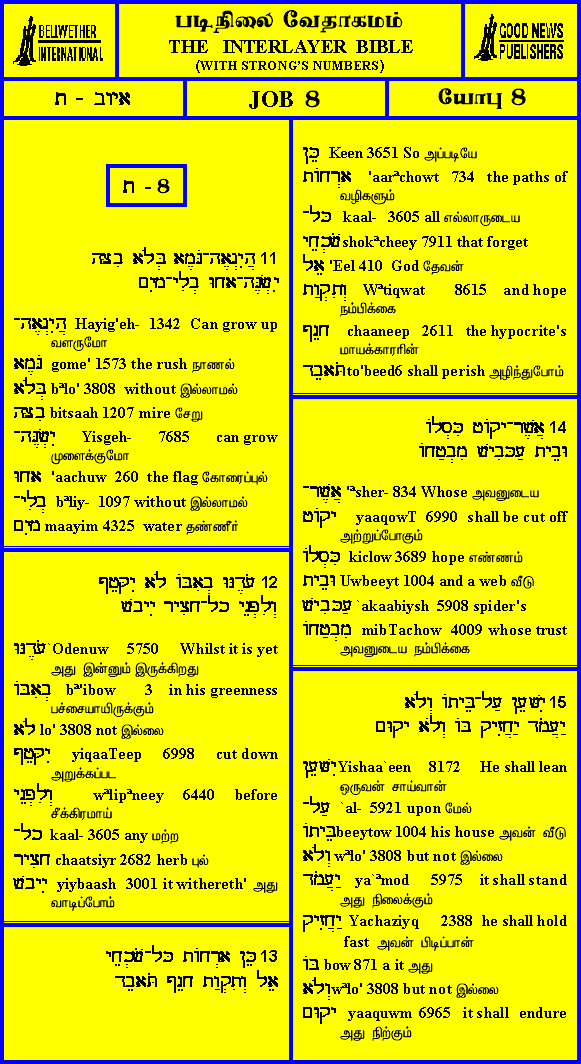 BELLWETHER
INTERNATIONAL
படிநிலை வேதாகமம்
THE INTERLAYER BIBLE
(WITH STRONG'S NUMBERS)
GOOD NEWS
PUBLISHERS
איוב - ח
JOB 8
யோபு 8
ח - 8
11 הֲיִגְאֶה־גֹּמֶא בְּלֹא בִצָּה
יִשְׂגֶּה־אָחוּ בְלִי־מָיִם
הֲיִגְאֶה־ Hayig'eh- 1342 Can grow up
வளருமோ
גֹּמֶא gome' 1573 the rush நாணல்
בְּלֹא bªlo' 3808 without இல்லாமல்
בִצָּה bitsaah 1207 mire சேறு
יִשְׂגֶּה־ Yisgeh- 7685 can grow
முளைக்குமோ
אָחוּ 'aachuw 260 the flag கோரைப்புல்
בְלִי־ bªliy- 1097 without இல்லாமல்
מָיִם maayim 4325 water தண்ணீர்
12 עֹדֶנּוּ בְאִבּוֹ לֹא יִקָּטֵף
וְלִפְנֵי כָל־חָצִיר יִיבָשׁ
עֹדֶנּוּ `Odenuw 5750 Whilst it is yet
அது இன்னும் இருக்கிறது
בְאִבּוֹ bª'ibow 3 in his greenness
பச்சையாயிருக்கும்
לֹא lo' 3808 not இல்லை
יִקָּטֵף yiqaaTeep 6998 cut down
அறுக்கப்பட
וְלִפְנֵי wªlipªneey 6440 before
சீக்கிரமாய்
כָל־ kaal- 3605 any மற்ற
חָצִיר chaatsiyr 2682 herb புல்
יִיבָשׁ yiybaash 3001 it withereth' அது
வாடிப்போம்
13 כֵּן אָרְחוֹת כָּל־שֹׁכְחֵי
אֵל וְתִקְוַת חָנֵף תֹּאבֵד
כֵּן Keen 3651 So அப்படியே
אָרְחוֹת 'aarªchowt 734 the paths of
வழிகளும்
כָּל־ kaal- 3605 all எல்லாருடைய
שֹׁכְחֵי shokªcheey 7911 that forget
אֵל 'Eel 410 God தேவன்
וְתִקְוַת Wªtiqwat 8615 and hope
நம்பிக்கை
חָנֵף chaaneep 2611 the hypocrite's
மாயக்காரரின்
תֹּאבֵד to'beed6 shall perish அழிந்துபோம்
14 אֲשֶׁר־יָקוֹט כִּסְלוֹ
וּבֵית עַכָּבִישׁ מִבְטַחוֹ
אֲשֶׁר־ 'ªsher- 834 Whose அவனுடைய
יָקוֹט yaaqowT 6990 shall be cut off
அற்றுப்போகும்
כִּסְלוֹ kiclow 3689 hope எண்ணம்
וּבֵית Uwbeeyt 1004 and a web வீடு
עַכָּבִישׁ `akaabiysh 5908 spider's
מִבְטַחוֹ mibTachow 4009 whose trust
அவனுடைய நம்பிக்கை
15 יִשָּׁעֵן עַל־בֵּיתוֹ וְלֹא
יַעֲמֹד יַחֲזִיק בּוֹ וְלֹא יָקוּם
יִשָּׁעֵן Yishaa`een 8172 He shall lean
ஒருவன் சாய்வான்
עַל־ `al- 5921 upon மேல்
בֵּיתוֹ beeytow 1004 his house அவன் வீடு
וְלֹא wªlo' 3808 but not இல்லை
יַעֲמֹד ya`ªmod 5975 it shall stand
அது நிலைக்கும்
יַחֲזִיק Yachaziyq 2388 he shall hold
fast அவன் பிடிப்பான்
בּוֹ bow 871 a it அது
וְלֹא wªlo' 3808 but not இல்லை
יָקוּם yaaquwm 6965 it shall endure
அது நிற்கும்